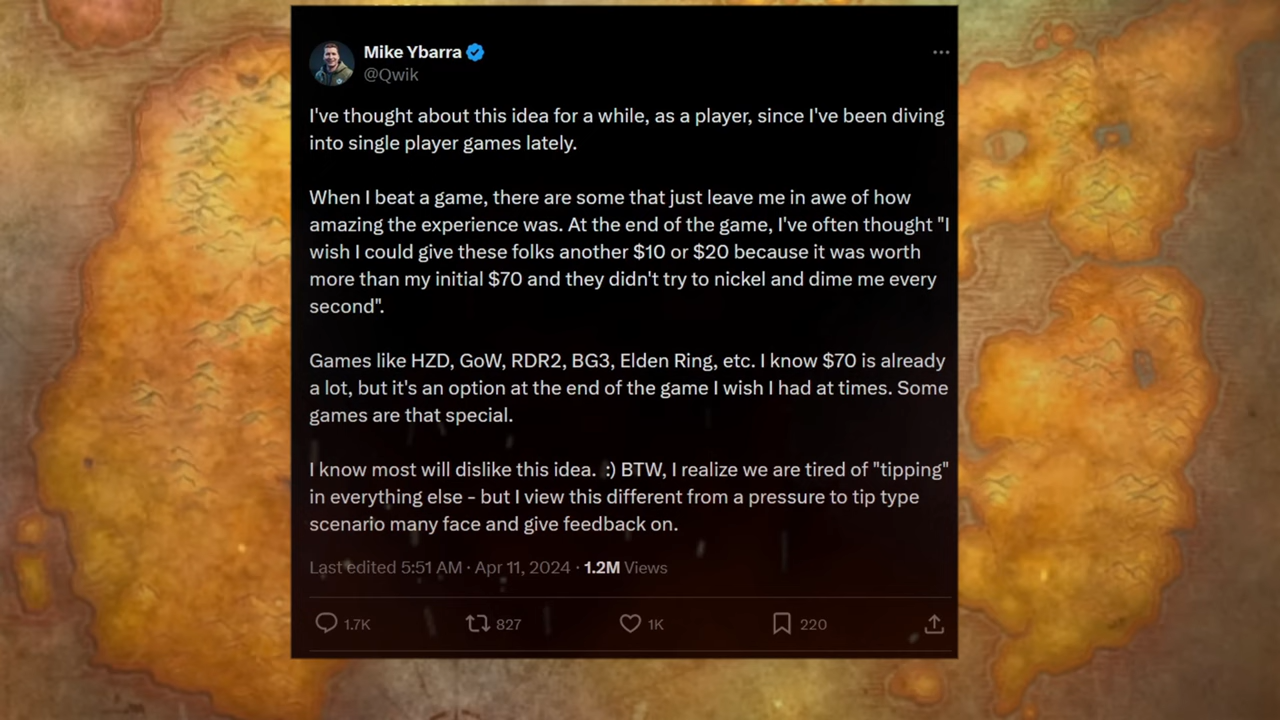 Mike Ybarra
@Qwik
I've thought about this idea for a while, as a player, since I've been diving
into single player games lately.
When I beat a game, there are some that just leave me in awe of how
amazing the experience was. At the end of the game, I've often thought "I
wish I could give these folks another $10 or $20 because it was worth
more than my initial $70 and they didn't try to nickel and dime me every
second".
Games like HZD, GoW, RDR2, BG3, Elden Ring, etc. I know $70 is already
a lot, but it's an option at the end of the game I wish I had at times. Some
games are that special.
I know most will dislike this idea.  :) BTW, I realize we are tired of "tipping"
in everything else - but I view this different from a pressure to tip type
scenario many face and give feedback on.
Last edited 5:51 AM · Apr 11, 2024 · 1.2M Views
1.7K 827 1K 220